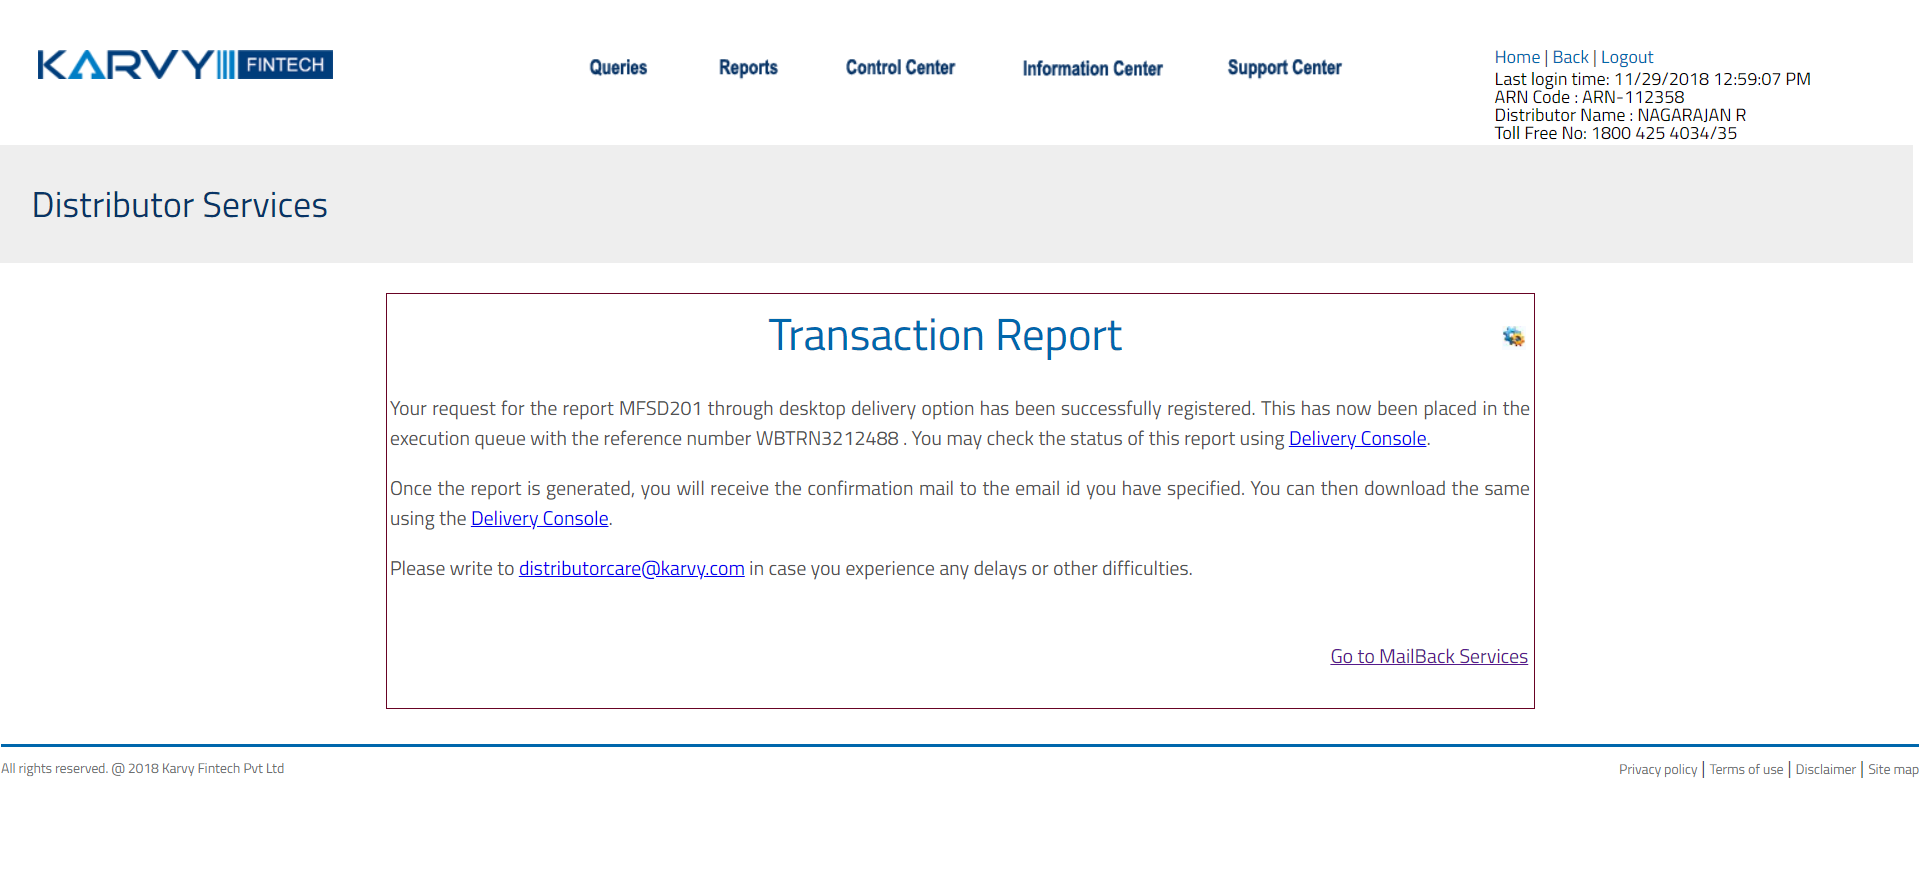 KARVY FINTECH
Queries Reports Control Center Information Center Support Center
Home | Back | Logout
Last login time: 11/29/2018 12:59:07 PM
ARN Code : ARN-112358
Distributor Name : NAGARAJAN R
Toll Free No: 1800 425 4034/35
Distributor Services
Transaction Report
Your request for the report MFSD201 through desktop delivery option has been successfully registered. This has now been placed in the
execution queue with the reference number WBTRN3212488 . You may check the status of this report using Delivery Console.
Once the report is generated, you will receive the confirmation mail to the email id you have specified. You can then download the same
using the Delivery Console.
Please write to distributorcare@karvy.com in case you experience any delays or other difficulties.
Go to MailBack Services
All rights reserved. @ 2018 Karvy Fintech Pvt Ltd
Privacy policy | Terms of use | Disclaimer | Site map